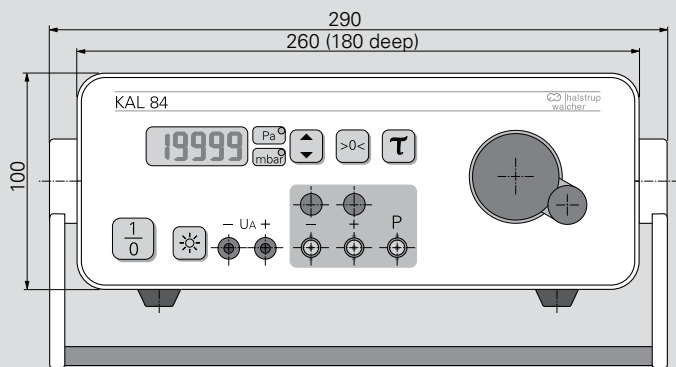 290
260 (180 deep)
100
KAL 84
halstrup
walcher
19999
Pa
mbar
>0<
τ
1
0
− UA +
− + P